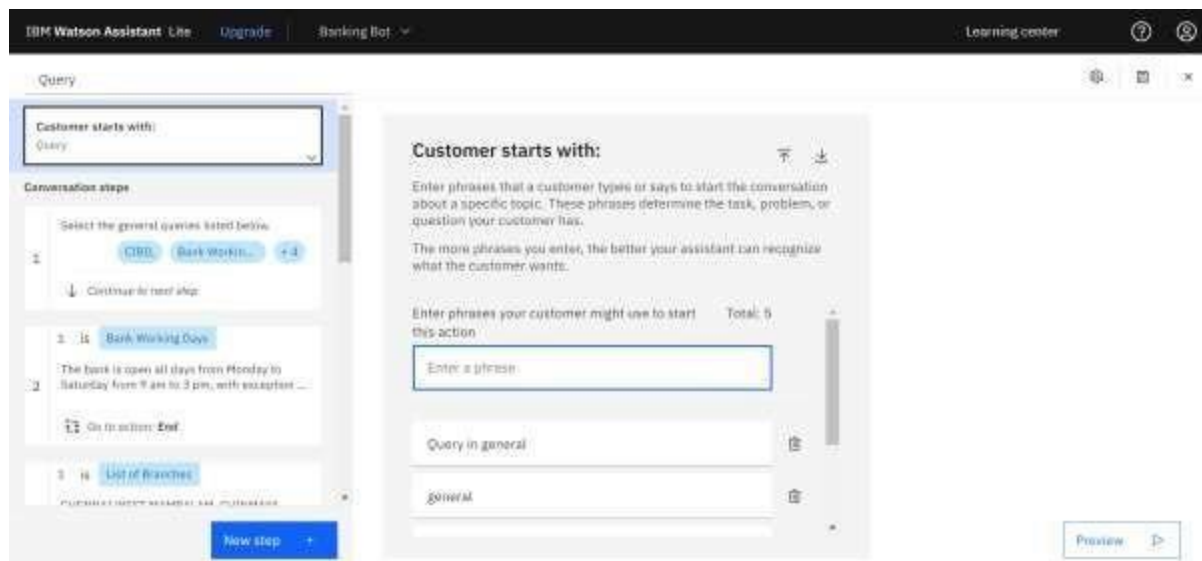 IBM Watson Assistant Lite Upgrade Banking Bot Learning center
Query
Customer starts with:
Query
Conversation steps
1
Select the general queries listed below.
CIBIL Bank Workin... +4
Continue to next step
2
1 is Bank Working Days
The bank is open all days from Monday to
Saturday from 9 am to 3 pm, with exception ...
Go to action: End
1 is List of Branches
New step +
Customer starts with:
Enter phrases that a customer types or says to start the conversation
about a specific topic. These phrases determine the task, problem, or
question your customer has.
The more phrases you enter, the better your assistant can recognize
what the customer wants.
Enter phrases your customer might use to start Total: 5
this action
Enter a phrase
Query in general
general
Preview